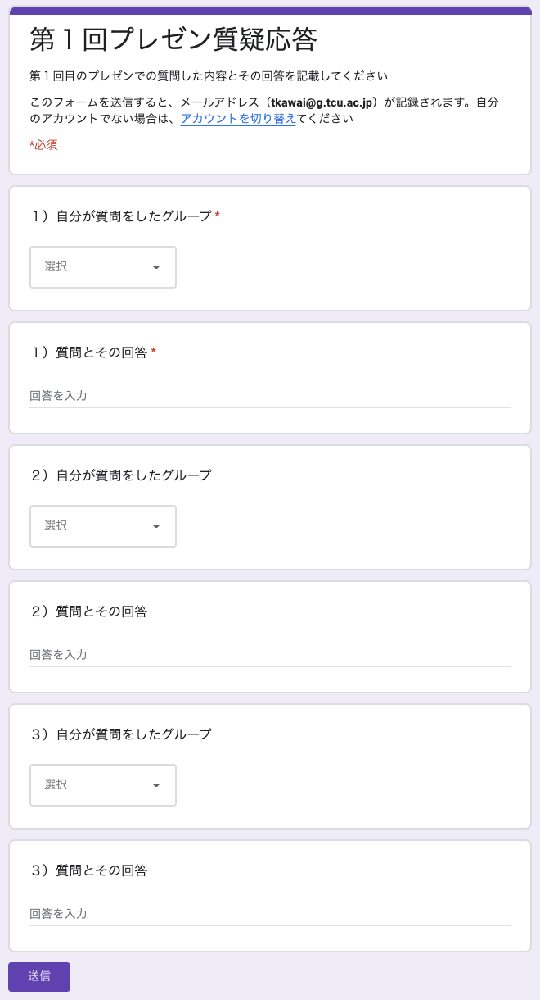 第１回プレゼン質疑応答
第１回目のプレゼンでの質問した内容とその回答を記載してください
このフォームを送信すると、メールアドレス（tkawai@g.tcu.ac.jp）が記録されます。自分
のアカウントでない場合は、アカウントを切り替えてください
*必須
１）自分が質問をしたグループ *
選択
１）質問とその回答 *
回答を入力
２）自分が質問をしたグループ
選択
２）質問とその回答
回答を入力
３）自分が質問をしたグループ
選択
３）質問とその回答
回答を入力
送信